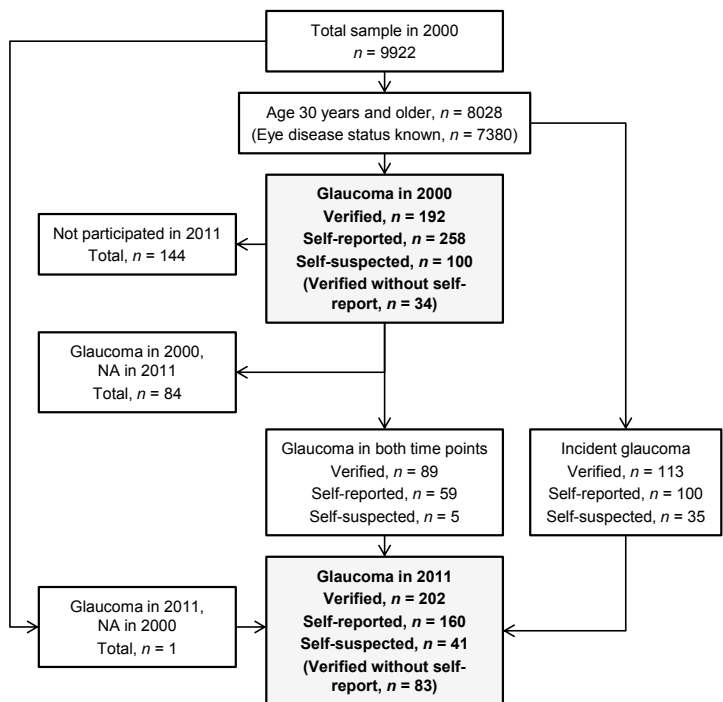 Total sample in 2000
n = 9922
Age 30 years and older, n = 8028
(Eye disease status known, n = 7380)
Glaucoma in 2000
Verified, n = 192
Self-reported, n = 258
Self-suspected, n = 100
(Verified without self-
report, n = 34)
Not participated in 2011
Total, n = 144
Glaucoma in 2000,
NA in 2011
Total, n = 84
Glaucoma in both time points
Verified, n = 89
Self-reported, n = 59
Self-suspected, n = 5
Incident glaucoma
Verified, n = 113
Self-reported, n = 100
Self-suspected, n = 35
Glaucoma in 2011,
NA in 2000
Total, n = 1
Glaucoma in 2011
Verified, n = 202
Self-reported, n = 160
Self-suspected, n = 41
(Verified without self-
report, n = 83)